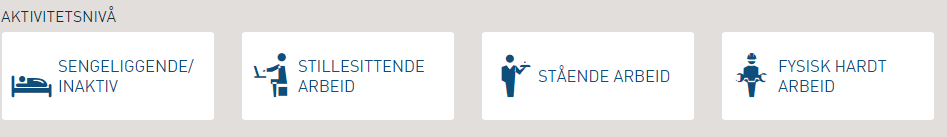 AKTIVITETSNIVÅ
SENGELIGGENDE/
INAKTIV
STILLESITTENDE
ARBEID
STÅENDE ARBEID
FYSISK HARDT
ARBEID